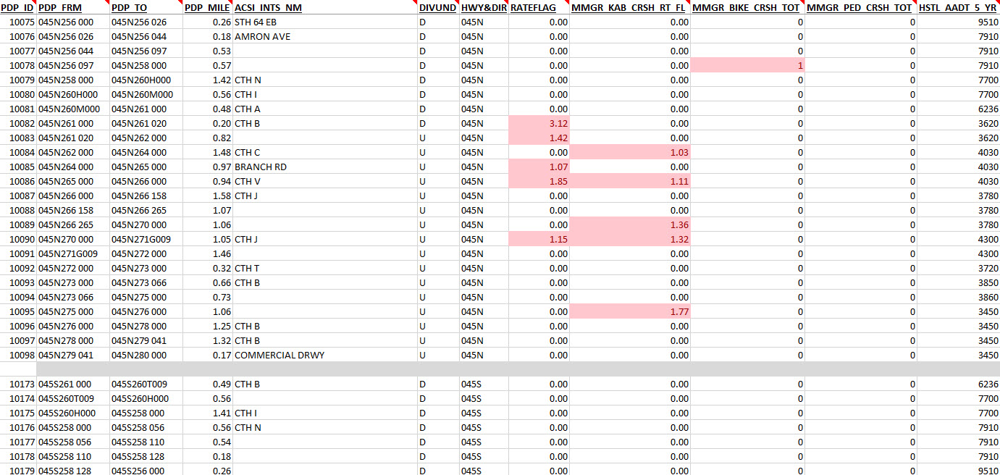 PDP_ID PDP_FRM PDP_TO PDP_MILE ACSI_INTS_NM DIVUND HWY&DIR RATEFLAG MMGR_KAB_CRSH_RT_FL MMGR_BIKE_CRSH_TOT MMGR_PED_CRSH_TOT HSTL_AADT_5_YR
10075 045N256 000 045N256 026 0.26 STH 64 EB D 045N 0.00 0.00 0 0 9510
10076 045N256 026 045N256 044 0.18 AMRON AVE D 045N 0.00 0.00 0 0 7910
10077 045N256 044 045N256 097 0.53 D 045N 0.00 0.00 0 0 7910
10078 045N256 097 045N258 000 0.57 D 045N 0.00 0.00 1 0 7910
10079 045N258 000 045N260H000 1.42 CTH N D 045N 0.00 0.00 0 0 7700
10080 045N260H000 045N260M000 0.56 CTH I D 045N 0.00 0.00 0 0 7700
10081 045N260M000 045N261 000 0.48 CTH A D 045N 0.00 0.00 0 0 6236
10082 045N261 000 045N261 020 0.20 CTH B D 045N 3.12 0.00 0 0 3620
10083 045N261 020 045N262 000 0.82 U 045N 1.42 0.00 0 0 3620
10084 045N262 000 045N264 000 1.48 CTH C U 045N 0.00 1.03 0 0 4030
10085 045N264 000 045N265 000 0.97 BRANCH RD U 045N 1.07 0.00 0 0 4030
10086 045N265 000 045N266 000 0.94 CTH V U 045N 1.85 1.11 0 0 4030
10087 045N266 000 045N266 158 1.58 CTH J U 045N 0.00 0.00 0 0 3780
10088 045N266 158 045N266 265 1.07 U 045N 0.00 0.00 0 0 3780
10089 045N266 265 045N270 000 1.06 U 045N 0.00 1.36 0 0 3780
10090 045N270 000 045N271G009 1.05 CTH J U 045N 1.15 1.32 0 0 4300
10091 045N271G009 045N272 000 1.46 U 045N 0.00 0.00 0 0 4300
10092 045N272 000 045N273 000 0.32 CTH T U 045N 0.00 0.00 0 0 3720
10093 045N273 000 045N273 066 0.66 CTH B U 045N 0.00 0.00 0 0 3850
10094 045N273 066 045N275 000 0.73 U 045N 0.00 0.00 0 0 3860
10095 045N275 000 045N276 000 1.06 U 045N 0.00 1.77 0 0 3450
10096 045N276 000 045N278 000 1.25 CTH B U 045N 0.00 0.00 0 0 3450
10097 045N278 000 045N279 041 1.32 CTH B U 045N 0.00 0.00 0 0 3450
10098 045N279 041 045N280 000 0.17 COMMERCIAL DRWY U 045N 0.00 0.00 0 0 3450
10173 045S261 000 045S260T009 0.49 CTH B D 045S 0.00 0.00 0 0 6236
10174 045S260T009 045S260H000 0.56 D 045S 0.00 0.00 0 0 7700
10175 045S260H000 045S258 000 1.41 CTH I D 045S 0.00 0.00 0 0 7700
10176 045S258 000 045S258 056 0.56 CTH N D 045S 0.00 0.00 0 0 7910
10177 045S258 056 045S258 110 0.54 D 045S 0.00 0.00 0 0 7910
10178 045S258 110 045S258 128 0.18 D 045S 0.00 0.00 0 0 7910
10179 045S258 128 045S256 000 0.26 D 045S 0.00 0.00 0 0 9510